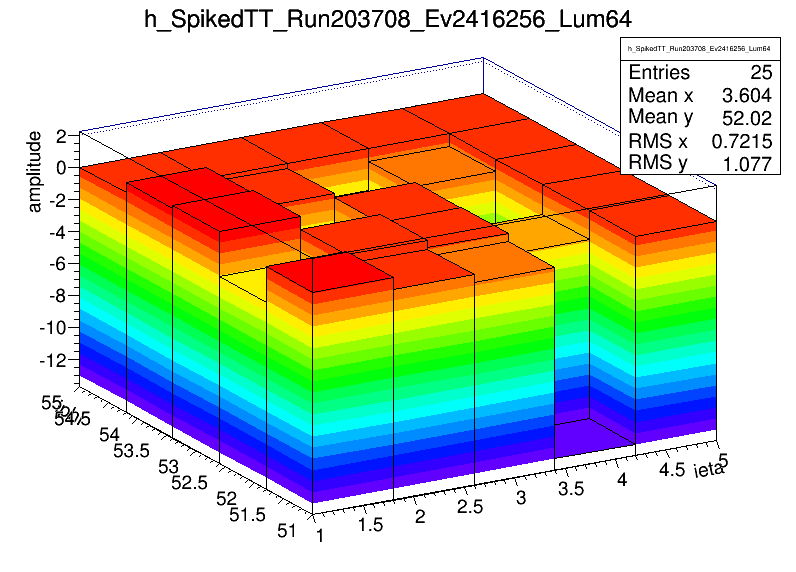 h_SpikedTT_Run203708_Ev2416256_Lum64
h_SpikedTT_Run203708_Ev2416256_Lum64
Entries 25
Mean x 3.604
Mean y 52.02
RMS x 0.7215
RMS y 1.077
amplitude
2
0
-2
-4
-6
-8
-10
-12
55
54.5
54
53.5
53
52.5
52
51.5
51
1
1.5
2
2.5
3
3.5
4
4.5
5
ieta